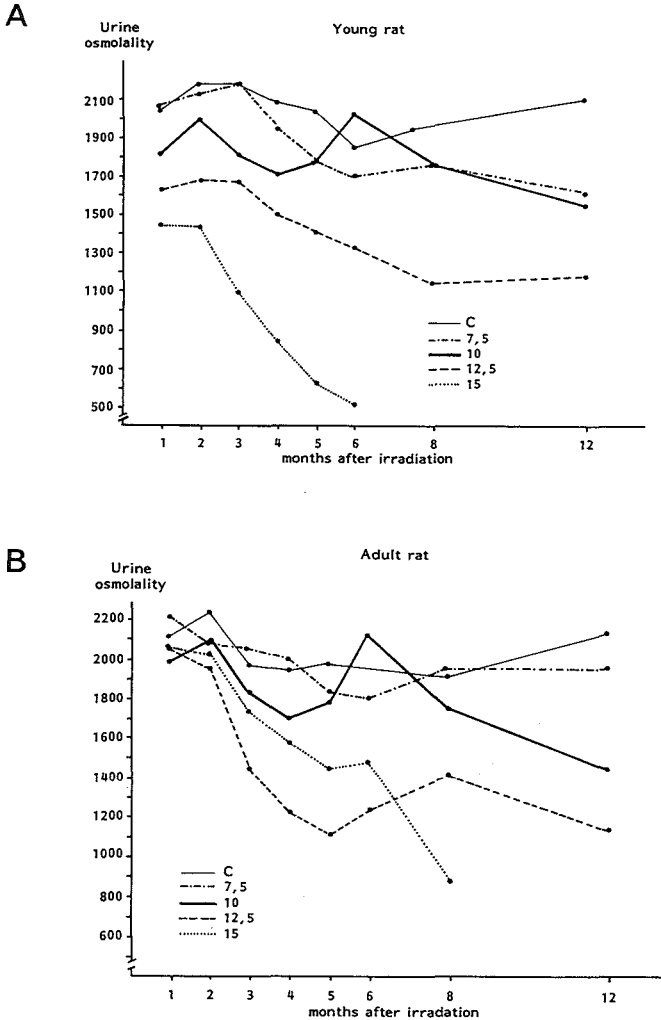 A
Urine
osmolality
Young rat
2100
1900
1700
1500
1300
1100
900
700
500
C
7,5
10
12,5
15
1 2 3 4 5 6 8 12
months after irradiation
B
Urine
osmolality
Adult rat
2200
2000
1800
1600
1400
1200
1000
800
600
C
7,5
10
12,5
15
1 2 3 4 5 6 8 12
months after irradiation